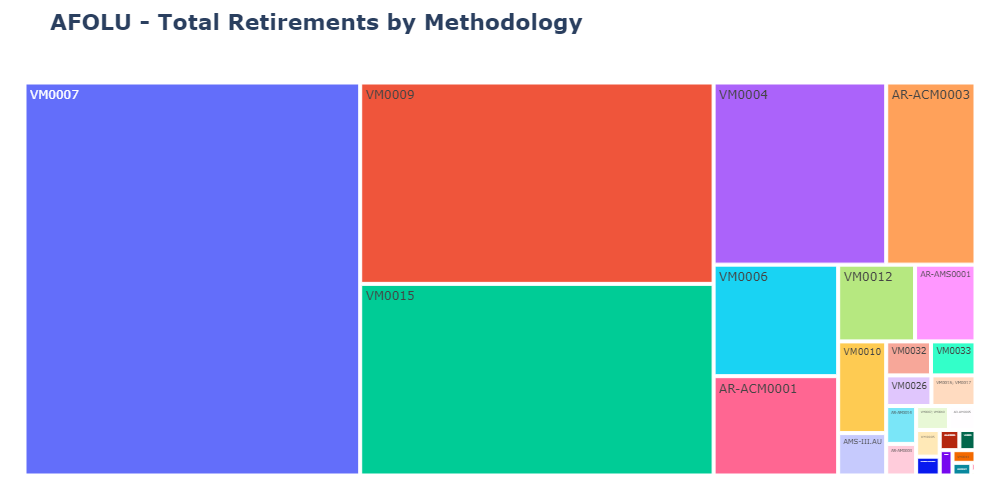 AFOLU - Total Retirements by Methodology
VM0007
VM0009
VM0004
AR-ACM0003
VM0015
VM0006
VM0012
AR-AMS0001
VM0010
VM0032
VM0033
AR-ACM0001
VM0026
AMS-III.AU